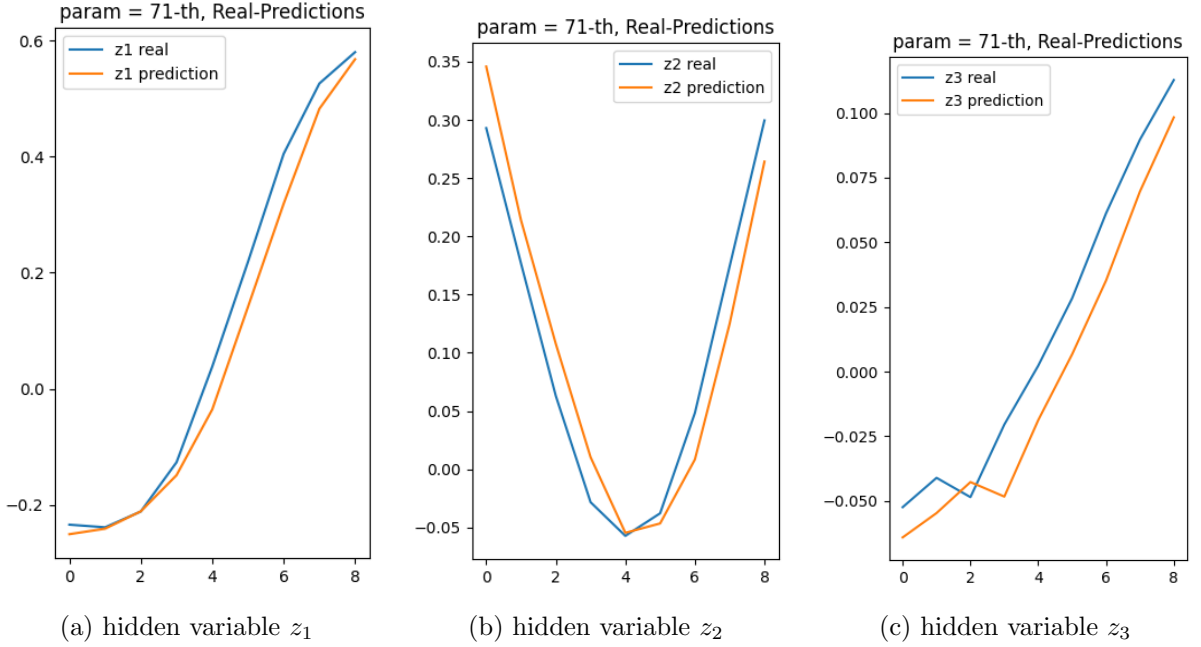 param = 71-th, Real-Predictions
z1 real
z1 prediction
0.6
0.4
0.2
0.0
−0.2
0 2 4 6 8
(a) hidden variable z₁
param = 71-th, Real-Predictions
z2 real
z2 prediction
0.35
0.30
0.25
0.20
0.15
0.10
0.05
0.00
−0.05
0 2 4 6 8
(b) hidden variable z₂
param = 71-th, Real-Predictions
z3 real
z3 prediction
0.100
0.075
0.050
0.025
0.000
−0.025
−0.050
0 2 4 6 8
(c) hidden variable z₃